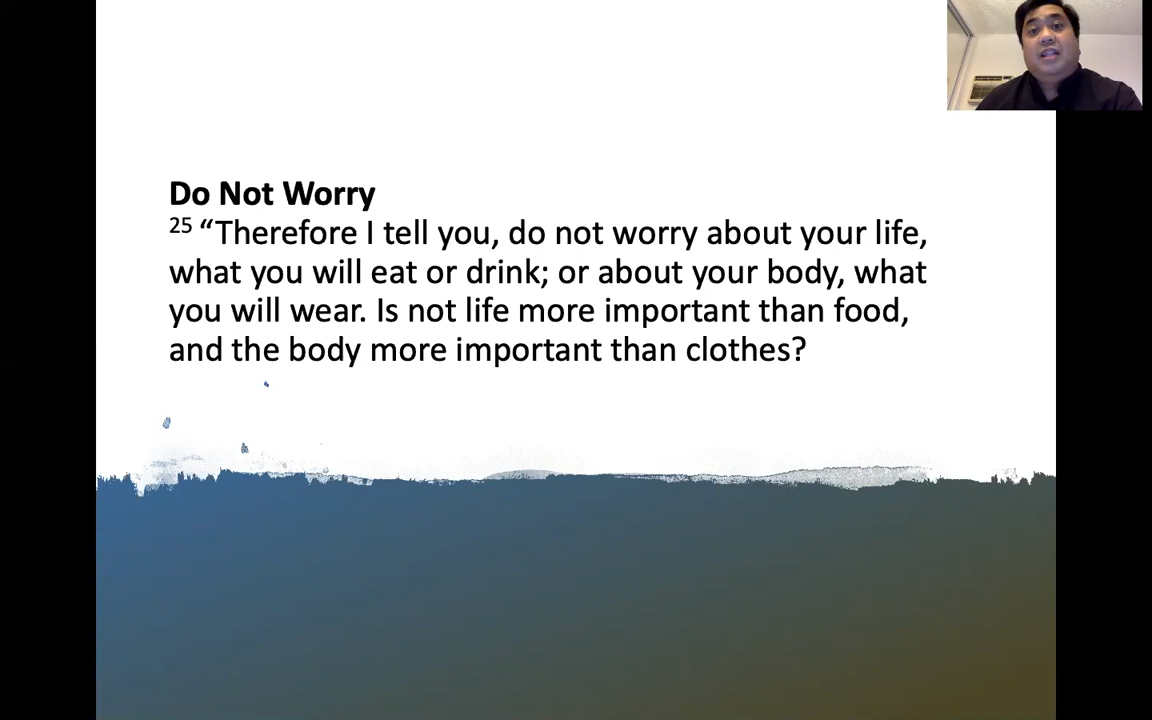 Do Not Worry
25 “Therefore I tell you, do not worry about your life,
what you will eat or drink; or about your body, what
you will wear. Is not life more important than food,
and the body more important than clothes?